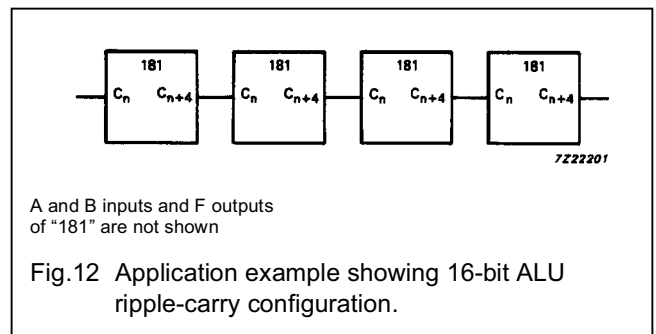 181 181 181 181
Cn Cn+4 Cn Cn+4 Cn Cn+4 Cn Cn+4
7Z22201
A and B inputs and F outputs
of “181” are not shown
Fig.12 Application example showing 16-bit ALU
ripple-carry configuration.